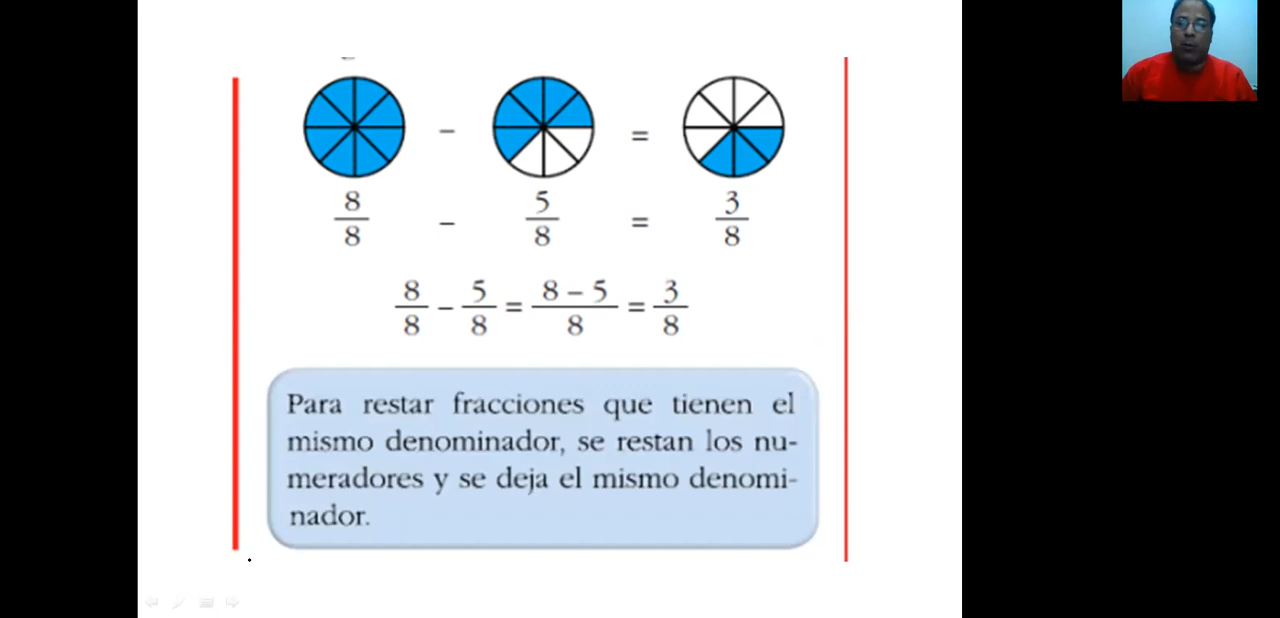 – =
8/8 – 5/8 = 3/8
8/8 – 5/8 = 8 – 5/8 = 3/8
Para restar fracciones que tienen el
mismo denominador, se restan los nu-
meradores y se deja el mismo denomi-
nador.